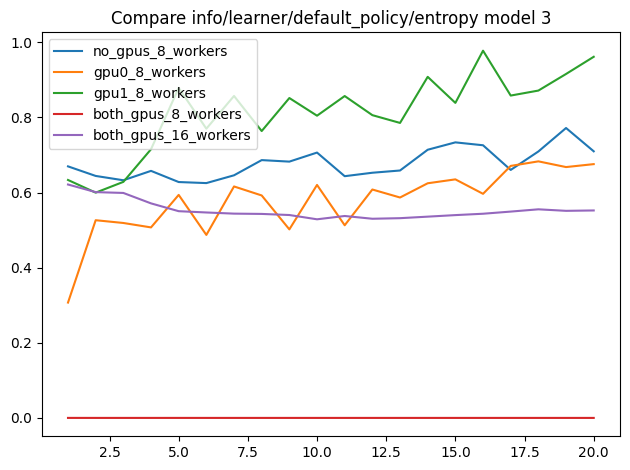 Compare info/learner/default_policy/entropy model 3
no_gpus_8_workers
gpu0_8_workers
gpu1_8_workers
both_gpus_8_workers
both_gpus_16_workers
1.0
0.8
0.6
0.4
0.2
0.0
2.5 5.0 7.5 10.0 12.5 15.0 17.5 20.0